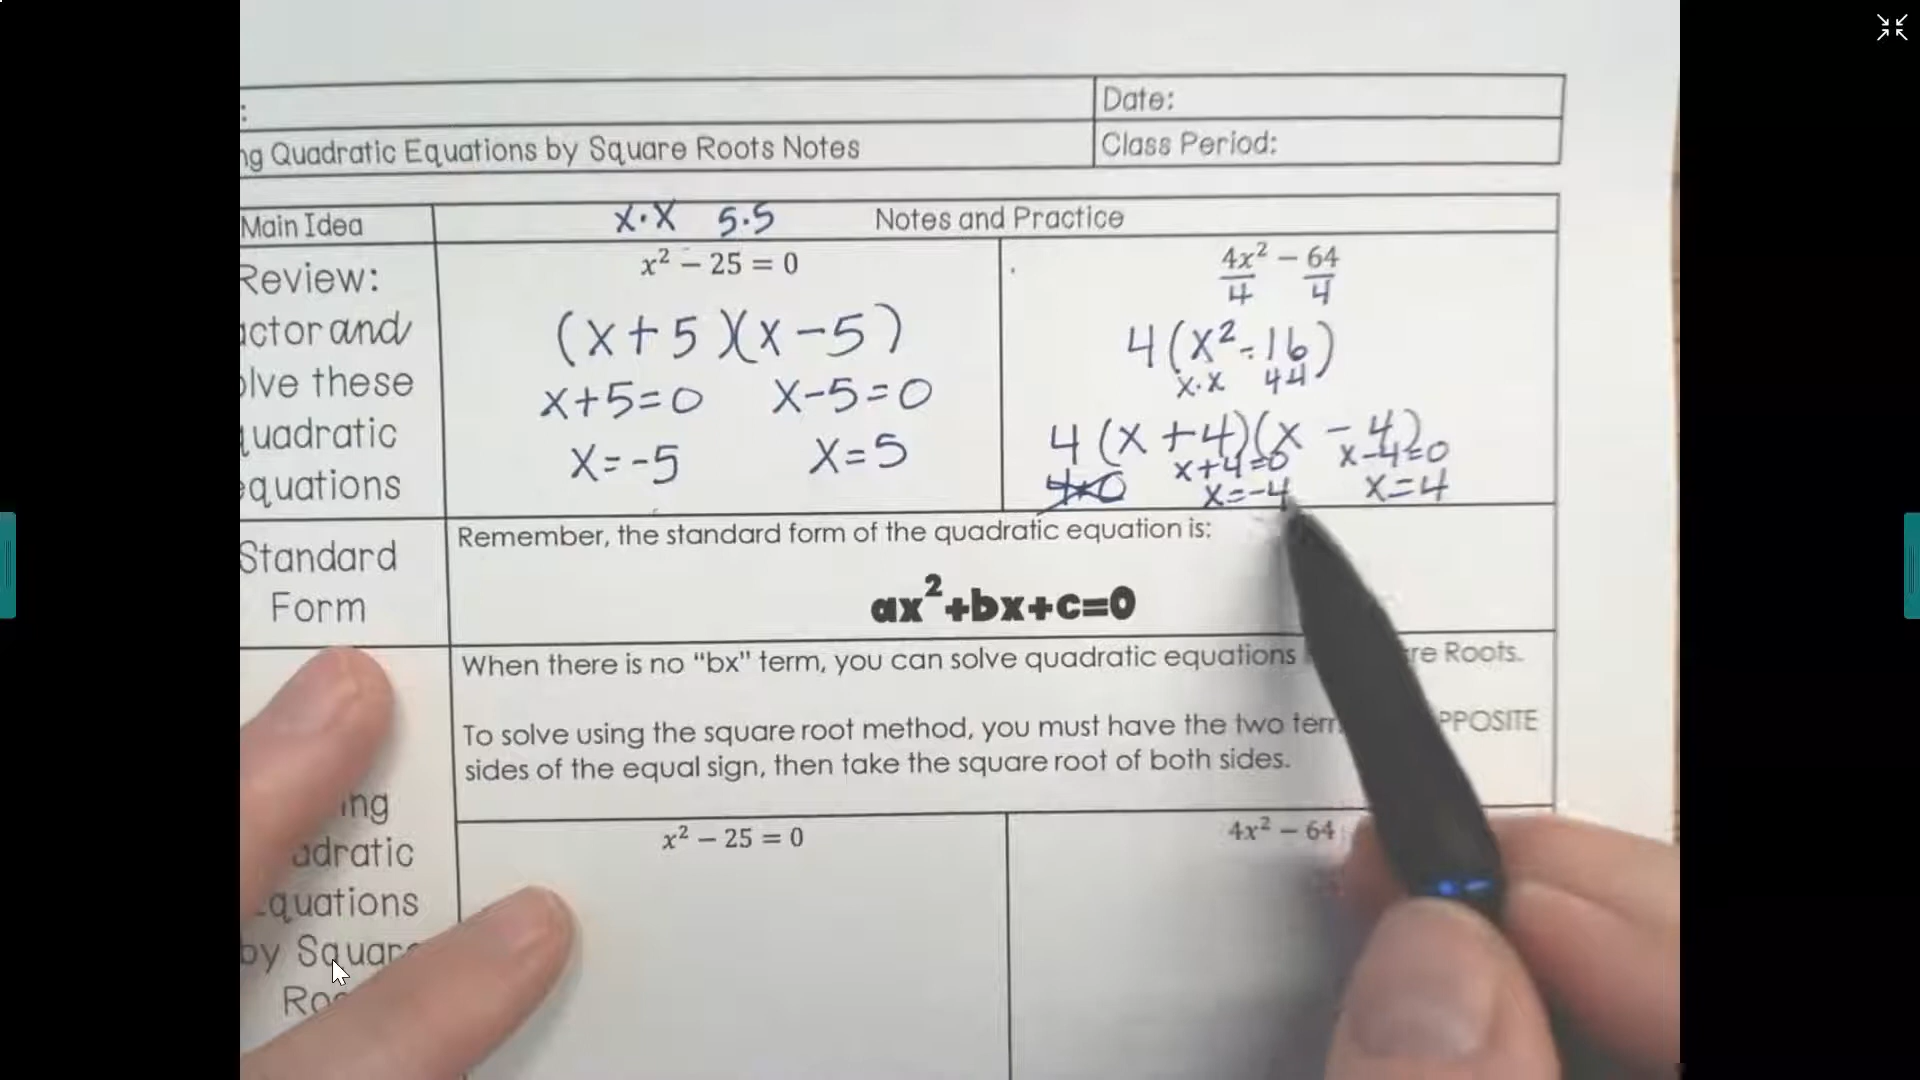 :
Date:
ng Quadratic Equations by Square Roots Notes
Class Period:
Main Idea
x·x 5·5
Notes and Practice
Review:
actor and
olve these
quadratic
equations
x² − 25 = 0
(x+5)(x−5)
x+5=0 x−5=0
x=-5 x=5
4x² − 64
4 4
4(x²-16)
x·x 44
4(x+4)(x−4)
x+4=0 x-4=0
x=-4 x=4
Standard
Form
Remember, the standard form of the quadratic equation is:
ax²+bx+c=0
When there is no “bx” term, you can solve quadratic equations re Roots.
To solve using the square root method, you must have the two ter PPOSITE
sides of the equal sign, then take the square root of both sides.
ing
adratic
quations
by Squar
Ro
x² − 25 = 0
4x² − 64